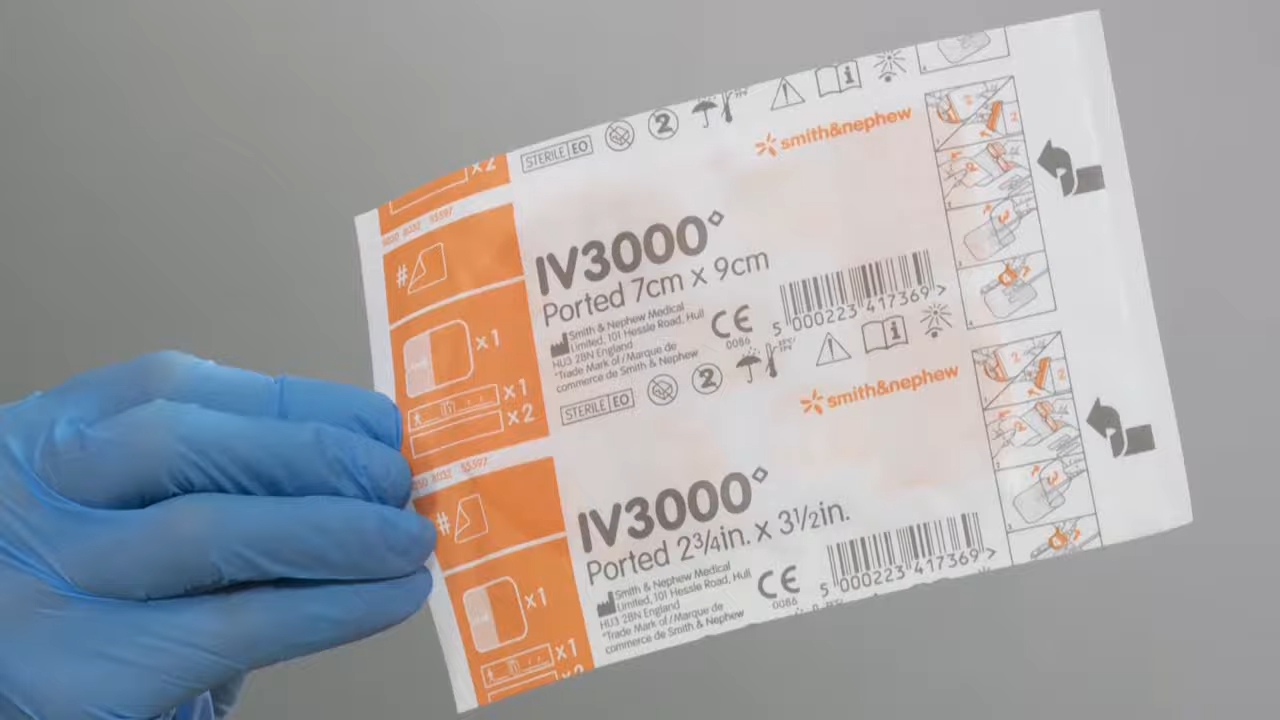 x2
STERILE EO
2
i
smith&nephew
#
IV3000◊
Ported 7cm x 9cm
Smith & Nephew Medical
Limited, 101 Hessle Road, Hull
HU3 2BN England
*Trade Mark of/Marque de
commerce de Smith & Nephew
CE
0086
5 000223 417369 >
x1
x1
x2
STERILE EO
2
i
smith&nephew
#
IV3000◊
Ported 2¾in. x 3½in.
Smith & Nephew Medical
Limited, 101 Hessle Road, Hull
HU3 2BN England
*Trade Mark of/Marque de
commerce de Smith & Nephew
CE
0086
5 000223 417369 >
x1
x1
x2